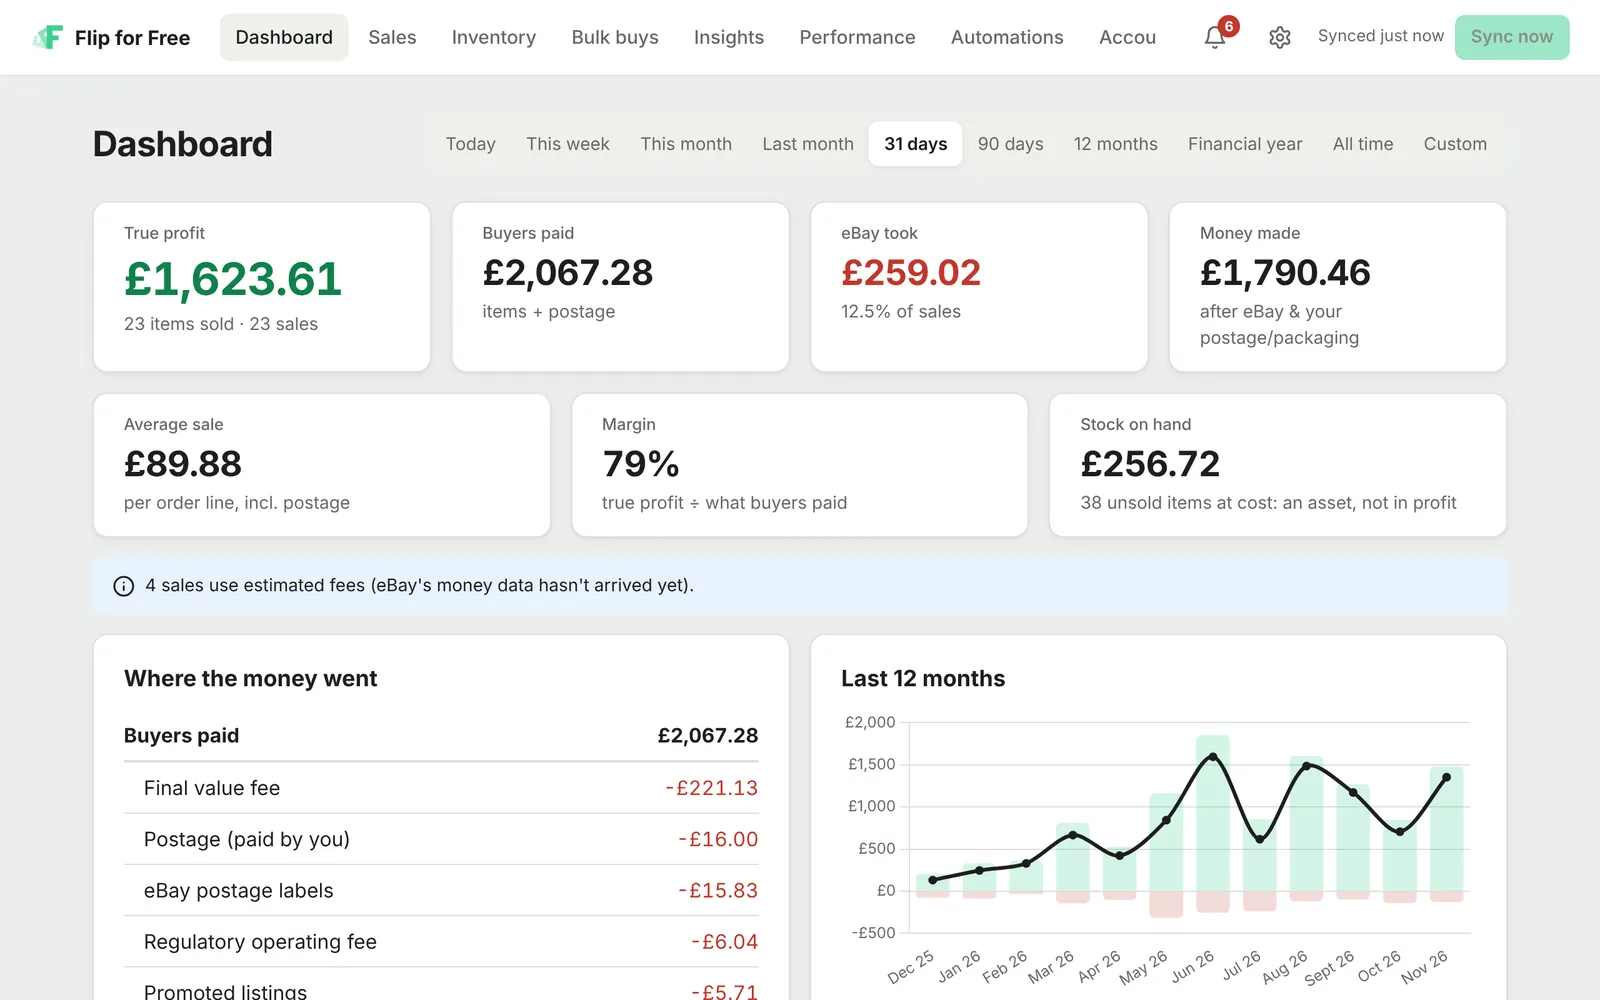 Flip for Free
Dashboard
Sales
Inventory
Bulk buys
Insights
Performance
Automations
Accou
6
Synced just now
Sync now
Dashboard
Today
This week
This month
Last month
31 days
90 days
12 months
Financial year
All time
Custom
True profit
£1,623.61
23 items sold · 23 sales
Buyers paid
£2,067.28
items + postage
eBay took
£259.02
12.5% of sales
Money made
£1,790.46
after eBay & your
postage/packaging
Average sale
£89.88
per order line, incl. postage
Margin
79%
true profit ÷ what buyers paid
Stock on hand
£256.72
38 unsold items at cost: an asset, not in profit
4 sales use estimated fees (eBay's money data hasn't arrived yet).
Where the money went
Buyers paid £2,067.28
Final value fee -£221.13
Postage (paid by you) -£16.00
eBay postage labels -£15.83
Regulatory operating fee -£6.04
Promoted listings -£5.71
Last 12 months
£2,000
£1,500
£1,000
£500
£0
-£500
Dec 25
Jan 26
Feb 26
Mar 26
Apr 26
May 26
Jun 26
Jul 26
Aug 26
Sept 26
Oct 26
Nov 26